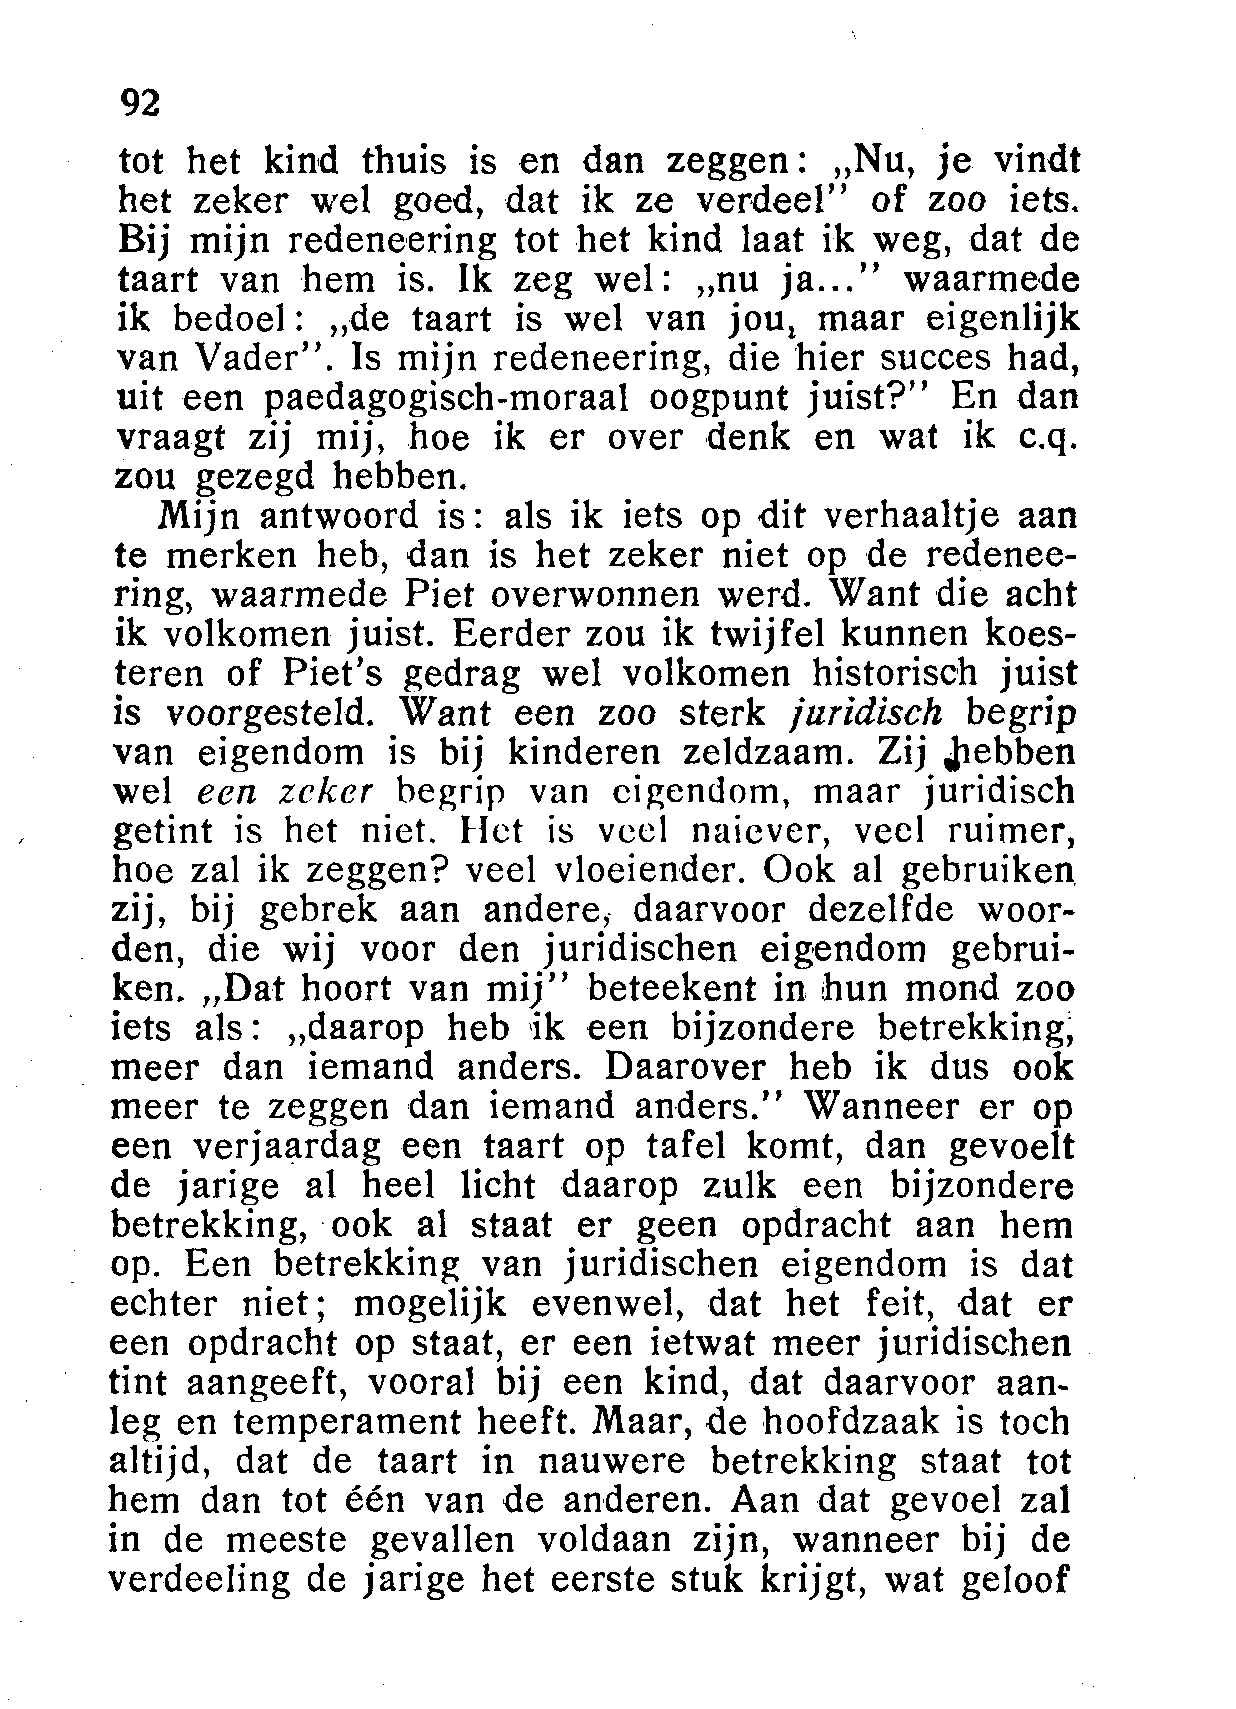 92
tot het kind thuis is en dan zeggen: „Nu, je vindt
het zeker wel goed, dat ik ze verdeel” of zoo iets.
Bij mijn redeneering tot het kind laat ik weg, dat de
taart van hem is. Ik zeg wel: „nu ja...” waarmede
ik bedoel: „de taart is wel van jou, maar eigenlijk
van Vader”. Is mijn redeneering, die hier succes had,
uit een paedagogisch-moraal oogpunt juist?” En dan
vraagt zij mij, hoe ik er over denk en wat ik c.q.
zou gezegd hebben.
Mijn antwoord is: als ik iets op dit verhaaltje aan
te merken heb, dan is het zeker niet op de redenee-
ring, waarmede Piet overwonnen werd. Want die acht
ik volkomen juist. Eerder zou ik twijfel kunnen koes-
teren of Piet's gedrag wel volkomen historisch juist
is voorgesteld. Want een zoo sterk juridisch begrip
van eigendom is bij kinderen zeldzaam. Zij hebben
wel een zeker begrip van eigendom, maar juridisch
getint is het niet. Het is veel naiever, veel ruimer,
hoe zal ik zeggen? veel vloeiender. Ook al gebruiken
zij, bij gebrek aan andere, daarvoor dezelfde woor-
den, die wij voor den juridischen eigendom gebrui-
ken. „Dat hoort van mij” beteekent in hun mond zoo
iets als: „daarop heb ik een bijzondere betrekking,
meer dan iemand anders. Daarover heb ik dus ook
meer te zeggen dan iemand anders.” Wanneer er op
een verjaardag een taart op tafel komt, dan gevoelt
de jarige al heel licht daarop zulk een bijzondere
betrekking, ook al staat er geen opdracht aan hem
op. Een betrekking van juridischen eigendom is dat
echter niet; mogelijk evenwel, dat het feit, dat er
een opdracht op staat, er een ietwat meer juridischen
tint aangeeft, vooral bij een kind, dat daarvoor aan-
leg en temperament heeft. Maar, de hoofdzaak is toch
altijd, dat de taart in nauwere betrekking staat tot
hem dan tot één van de anderen. Aan dat gevoel zal
in de meeste gevallen voldaan zijn, wanneer bij de
verdeeling de jarige het eerste stuk krijgt, wat geloof